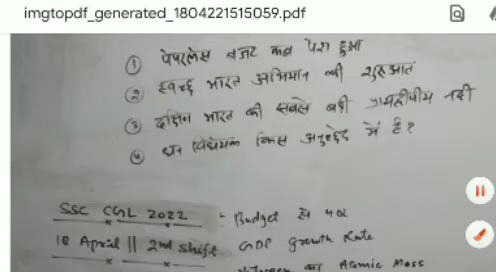 imgtopdf_generated_1804221515059.pdf
① पेपरलेस बजट कब पेश हुआ
② स्वच्छ भारत अभियान की शुरुआत
③ दक्षिण भारत की सबसे बड़ी प्रायद्वीपीय नदी
④ धन विधेयक किस अनुच्छेद में है?
SSC CGL 2022 - Budget से
18 April || 2nd shift GDP Growth Rate
का Atomic Mass